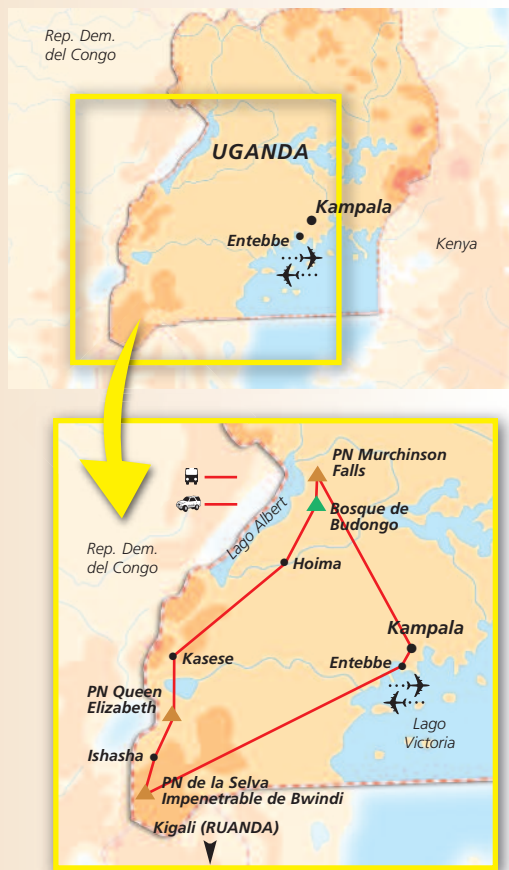 Rep. Dem.
del Congo
UGANDA
Kampala
Entebbe
Kenya
PN Murchinson
Falls
Lago Albert
Bosque de
Budongo
Rep. Dem.
del Congo
Hoima
Kampala
Kasese
Entebbe
PN Queen
Elizabeth
Lago
Victoria
Ishasha
PN de la Selva
Impenetrable de Bwindi
Kigali (RUANDA)